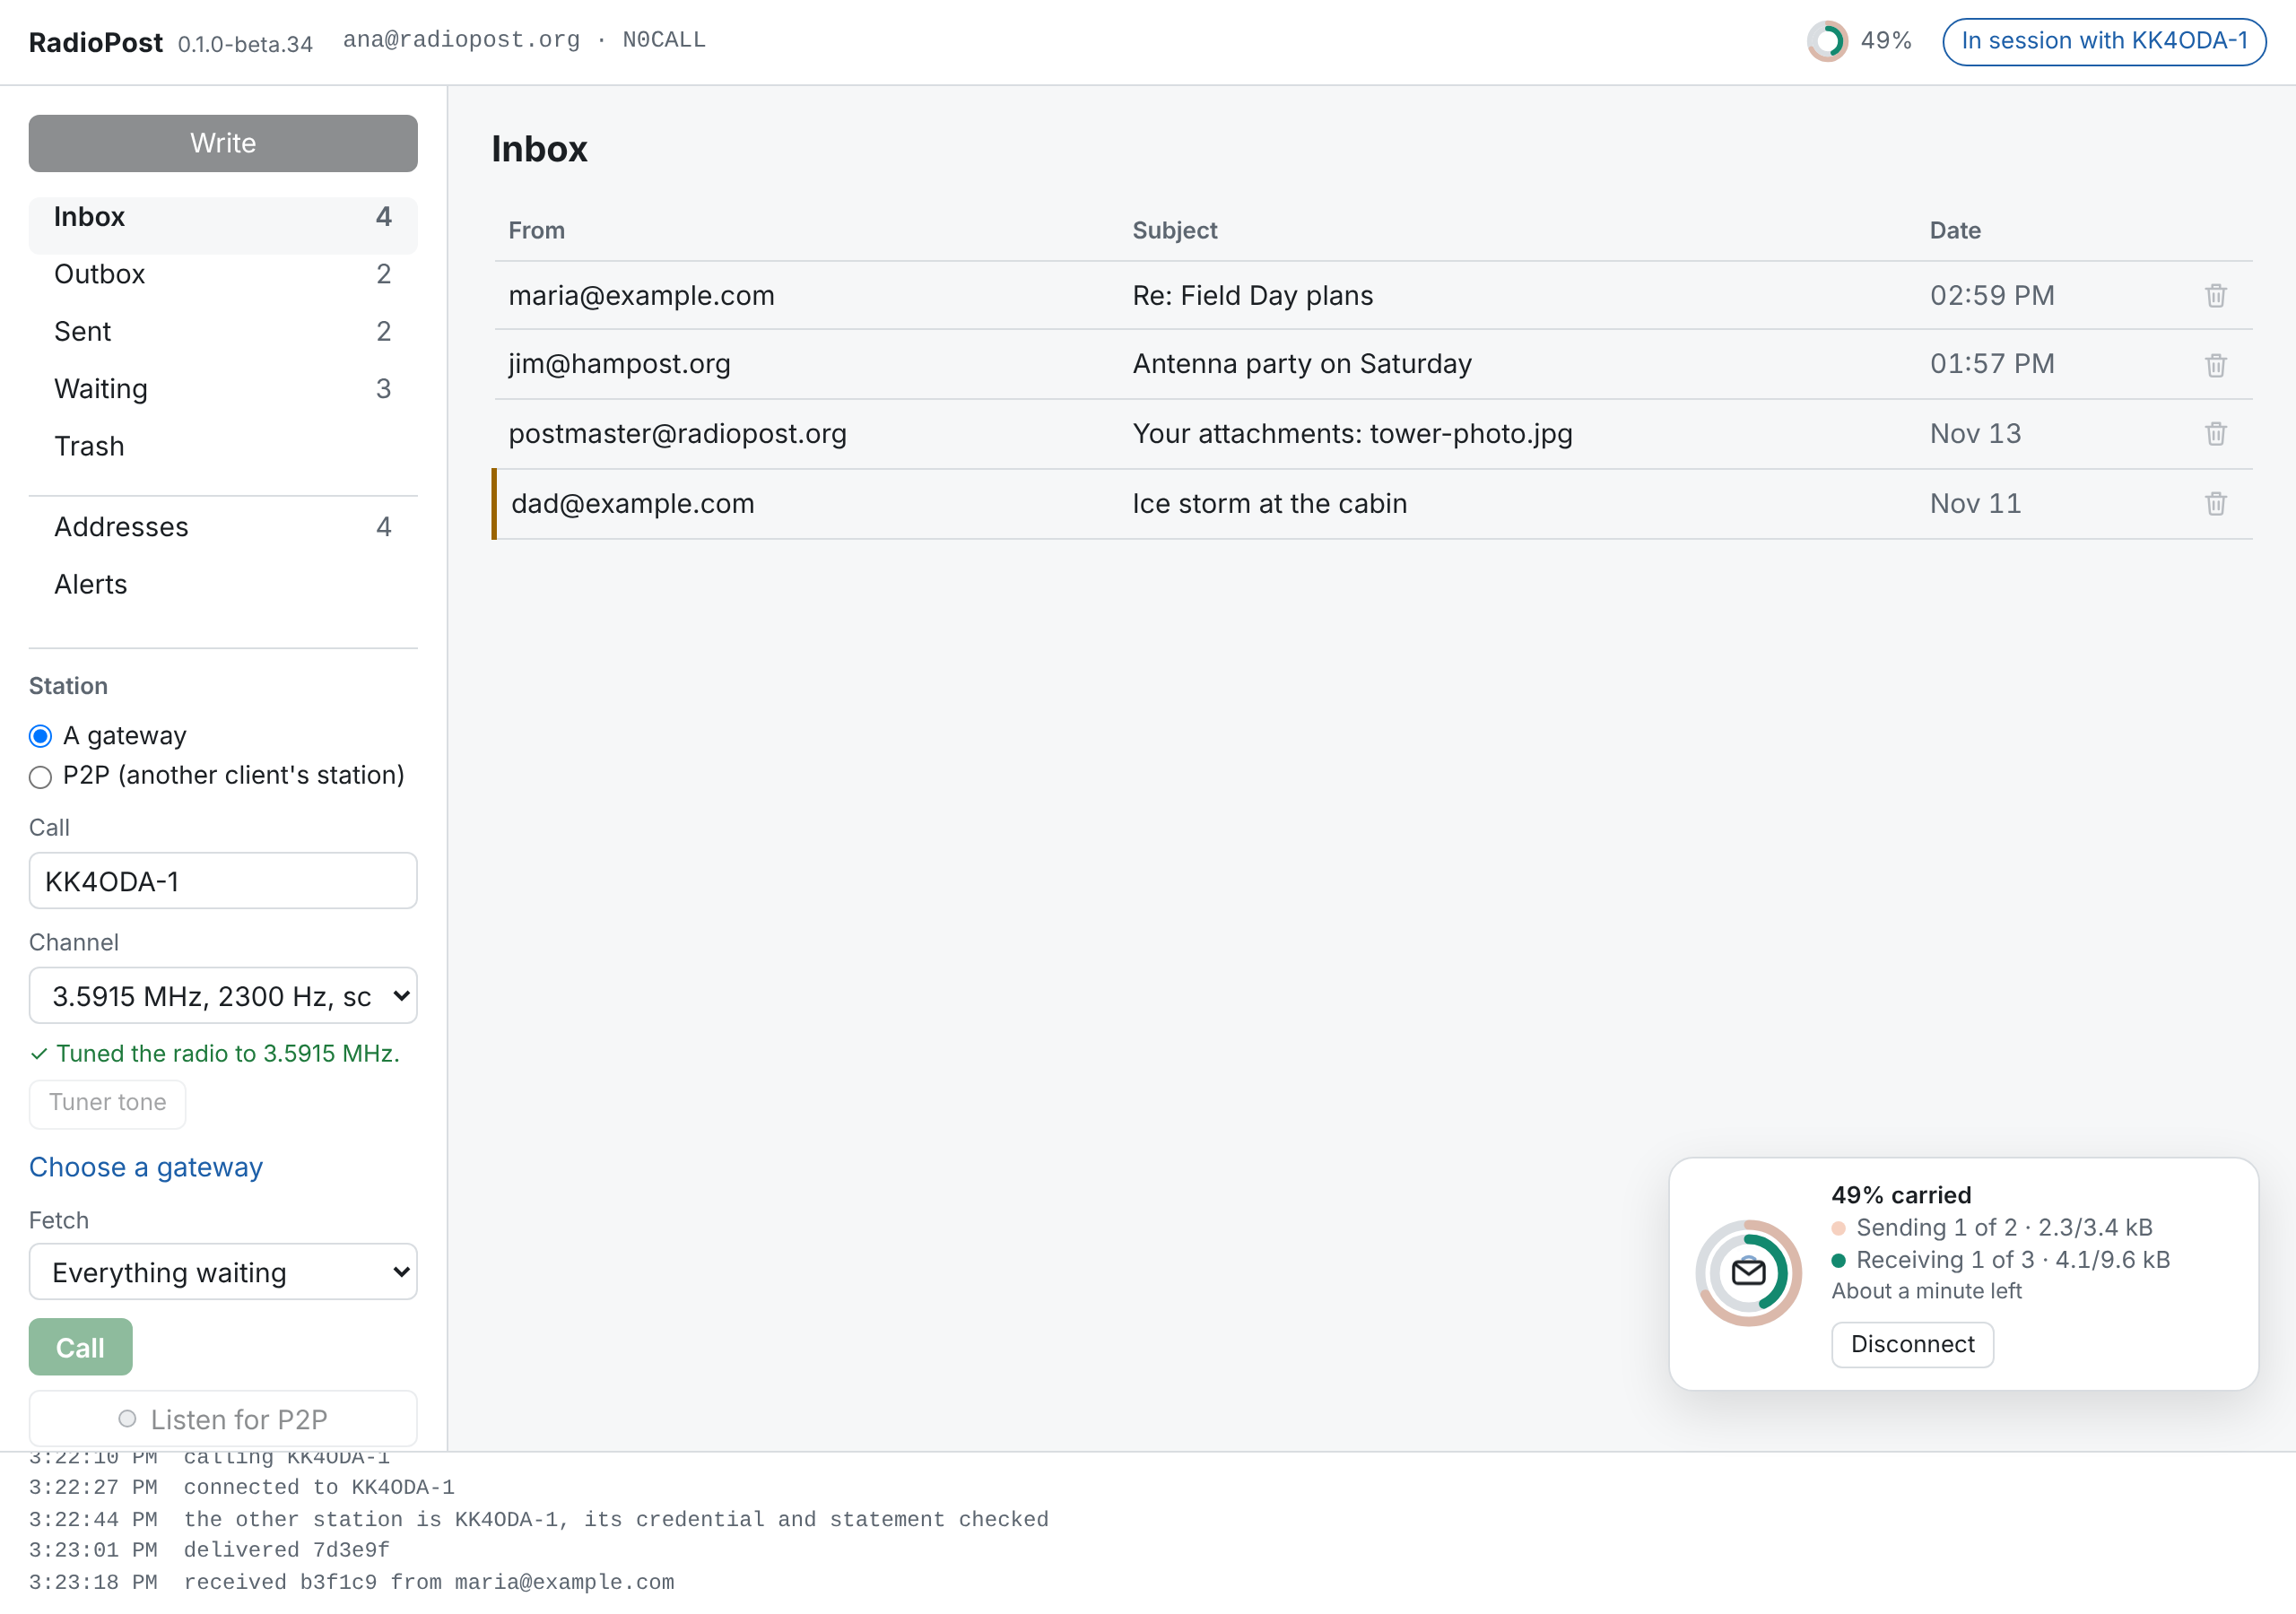 RadioPost 0.1.0-beta.34 ana@radiopost.org · N0CALL 49% In session with KK4ODA-1
Write
Inbox 4
Outbox 2
Sent 2
Waiting 3
Trash
Addresses 4
Alerts
Station
A gateway
P2P (another client's station)
Call
KK4ODA-1
Channel
3.5915 MHz, 2300 Hz, sc
✓ Tuned the radio to 3.5915 MHz.
Tuner tone
Choose a gateway
Fetch
Everything waiting
Call
Listen for P2P
Inbox
From Subject Date
maria@example.com Re: Field Day plans 02:59 PM
jim@hampost.org Antenna party on Saturday 01:57 PM
postmaster@radiopost.org Your attachments: tower-photo.jpg Nov 13
dad@example.com Ice storm at the cabin Nov 11
49% carried
Sending 1 of 2 · 2.3/3.4 kB
Receiving 1 of 3 · 4.1/9.6 kB
About a minute left
Disconnect
3:22:10 PM calling KK4ODA-1
3:22:27 PM connected to KK4ODA-1
3:22:44 PM the other station is KK4ODA-1, its credential and statement checked
3:23:01 PM delivered 7d3e9f
3:23:18 PM received b3f1c9 from maria@example.com